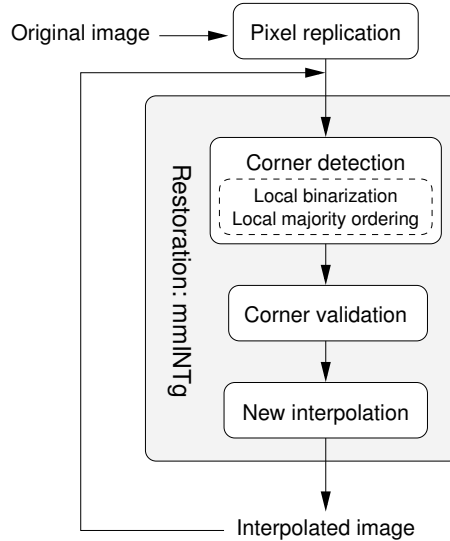 Original image
Pixel replication
Restoration: mmINTg
Corner detection
Local binarization
Local majority ordering
Corner validation
New interpolation
Interpolated image